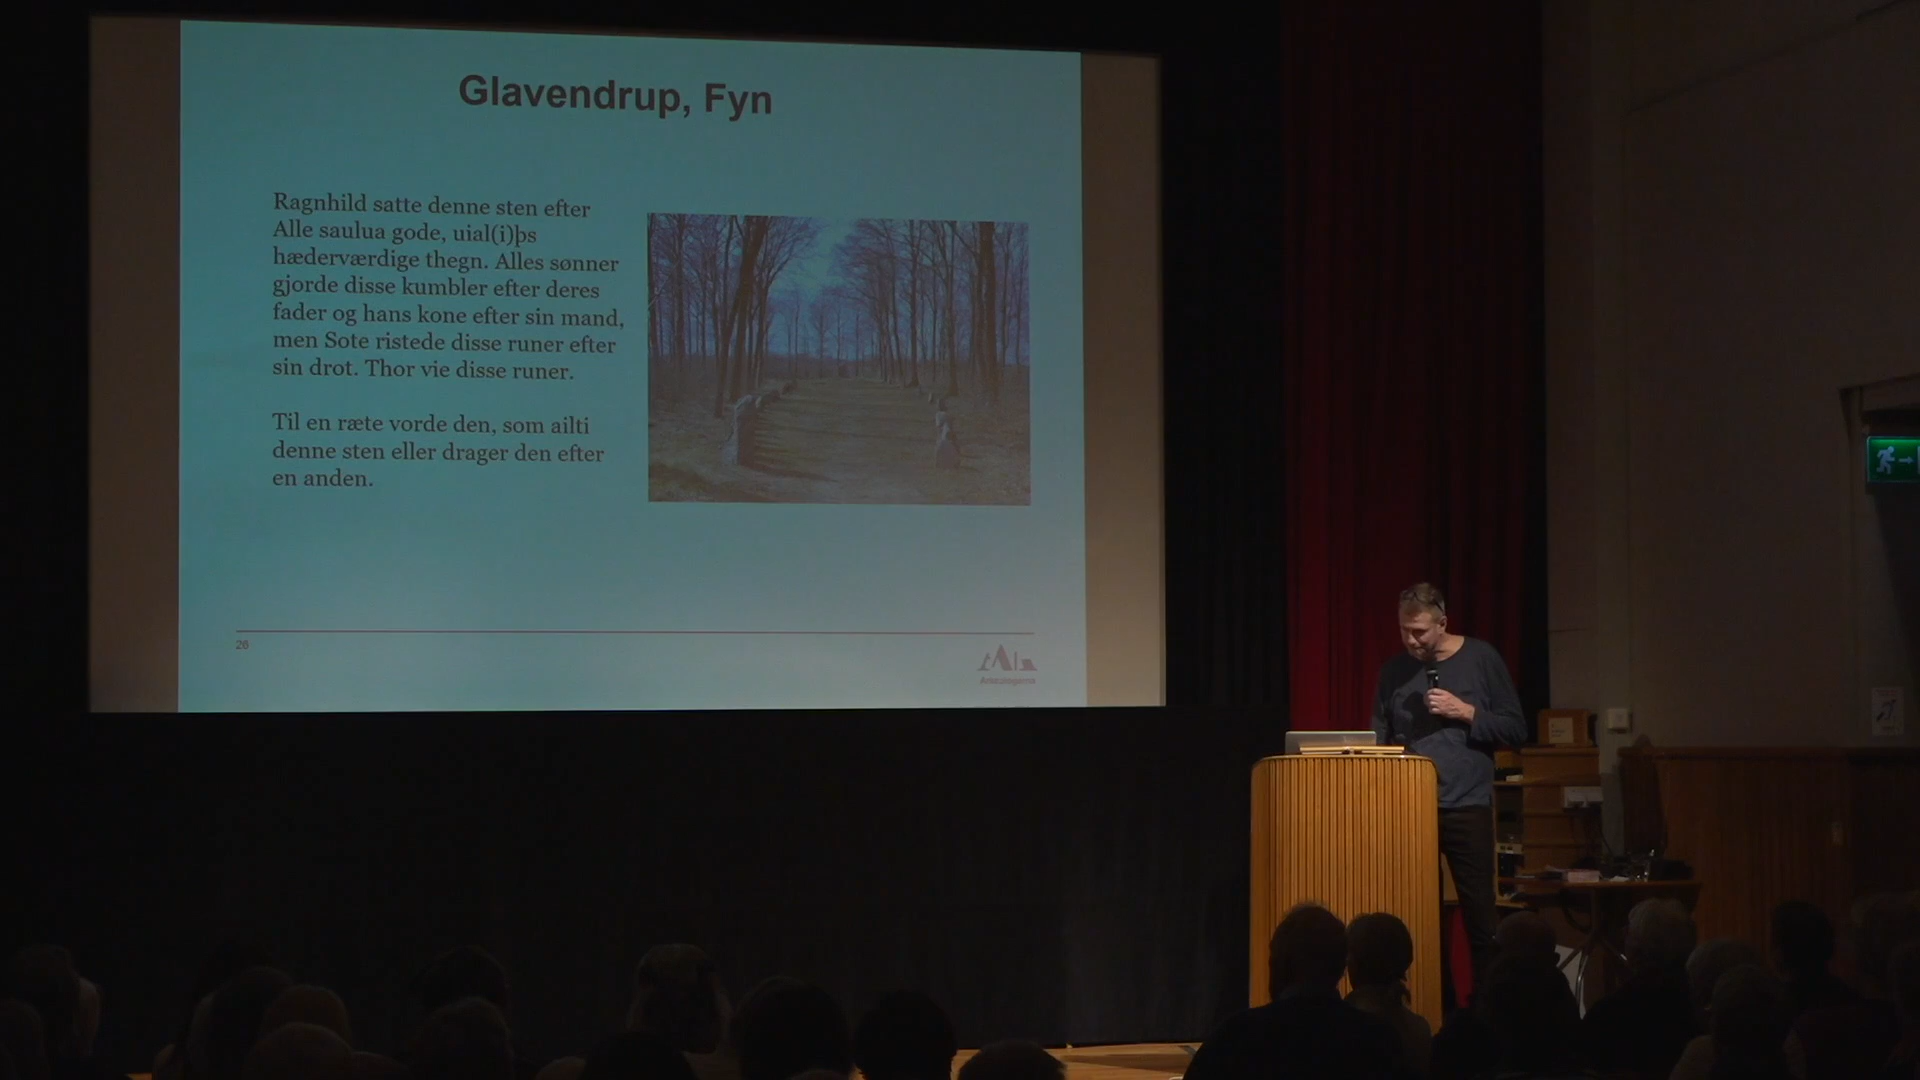 Glavendrup, Fyn
Ragnhild satte denne sten efter
Alle saulua gode, uial(i)þs
hæderværdige thegn. Alles sønner
gjorde disse kumbler efter deres
fader og hans kone efter sin mand,
men Sote ristede disse runer efter
sin drot. Thor vie disse runer.
Til en ræte vorde den, som ailti
denne sten eller drager den efter
en anden.
26